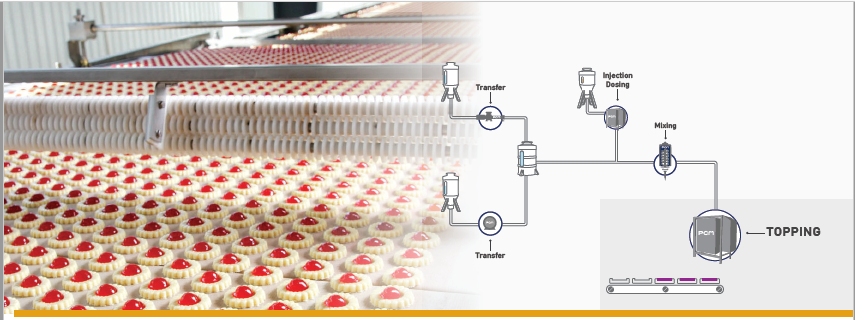 Transfer
Injection
Dosing
Mixing
PCM
TOPPING
Transfer